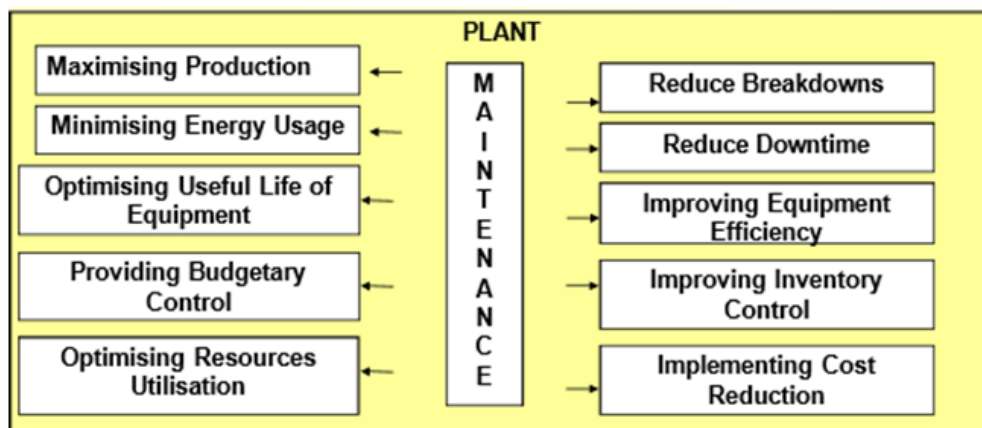 PLANT
Maximising Production
Minimising Energy Usage
Optimising Useful Life of
Equipment
Providing Budgetary
Control
Optimising Resources
Utilisation
M
A
I
N
T
E
N
A
N
C
E
Reduce Breakdowns
Reduce Downtime
Improving Equipment
Efficiency
Improving Inventory
Control
Implementing Cost
Reduction